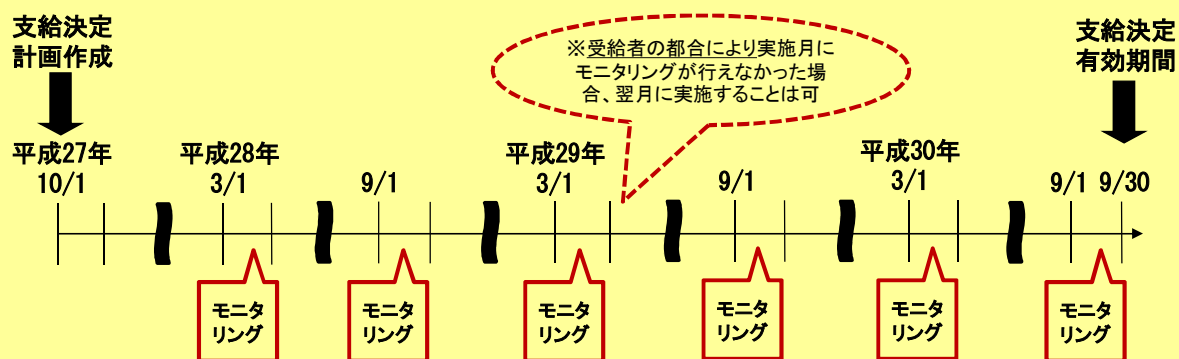 支給決定
計画作成
※受給者の都合により実施月に
モニタリングが行えなかった場
合、翌月に実施することは可
支給決定
有効期間
平成27年
10/1
平成28年
3/1
9/1
平成29年
3/1
9/1
平成30年
3/1
9/1
9/30
モニタ
リング
モニタ
リング
モニタ
リング
モニタ
リング
モニタ
リング
モニタ
リング